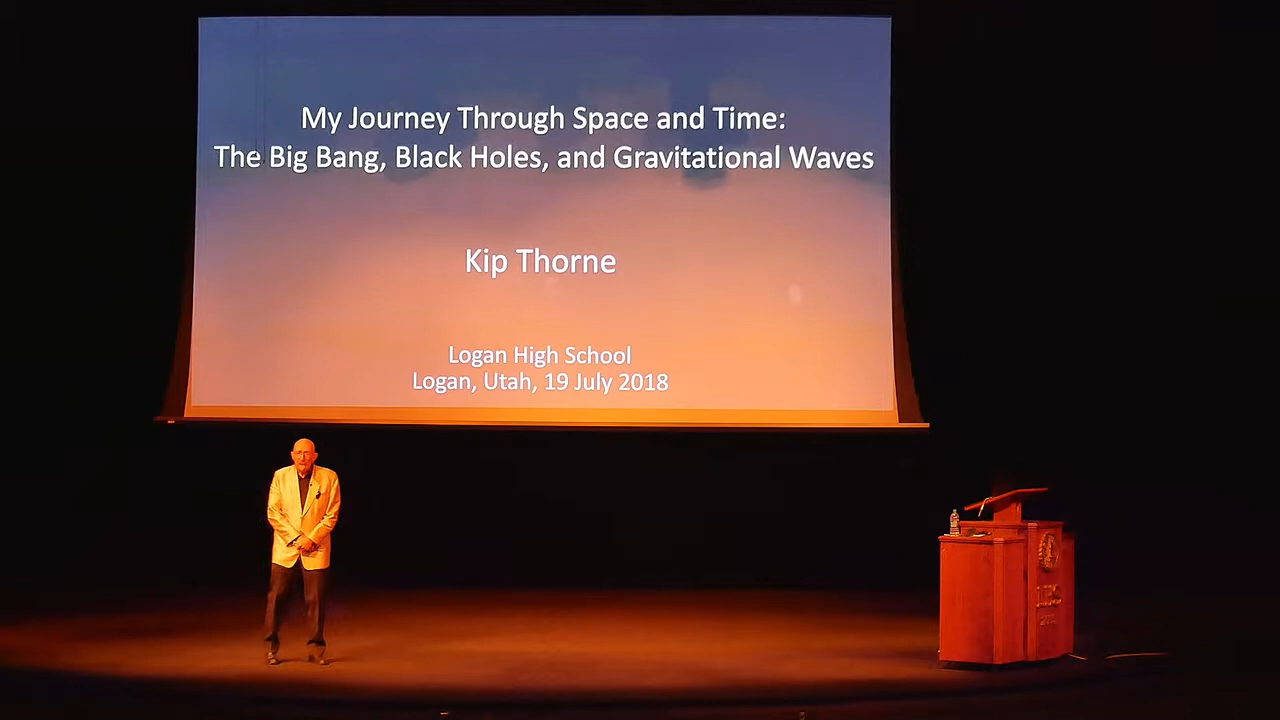 My Journey Through Space and Time:
The Big Bang, Black Holes, and Gravitational Waves
Kip Thorne
Logan High School
Logan, Utah, 19 July 2018